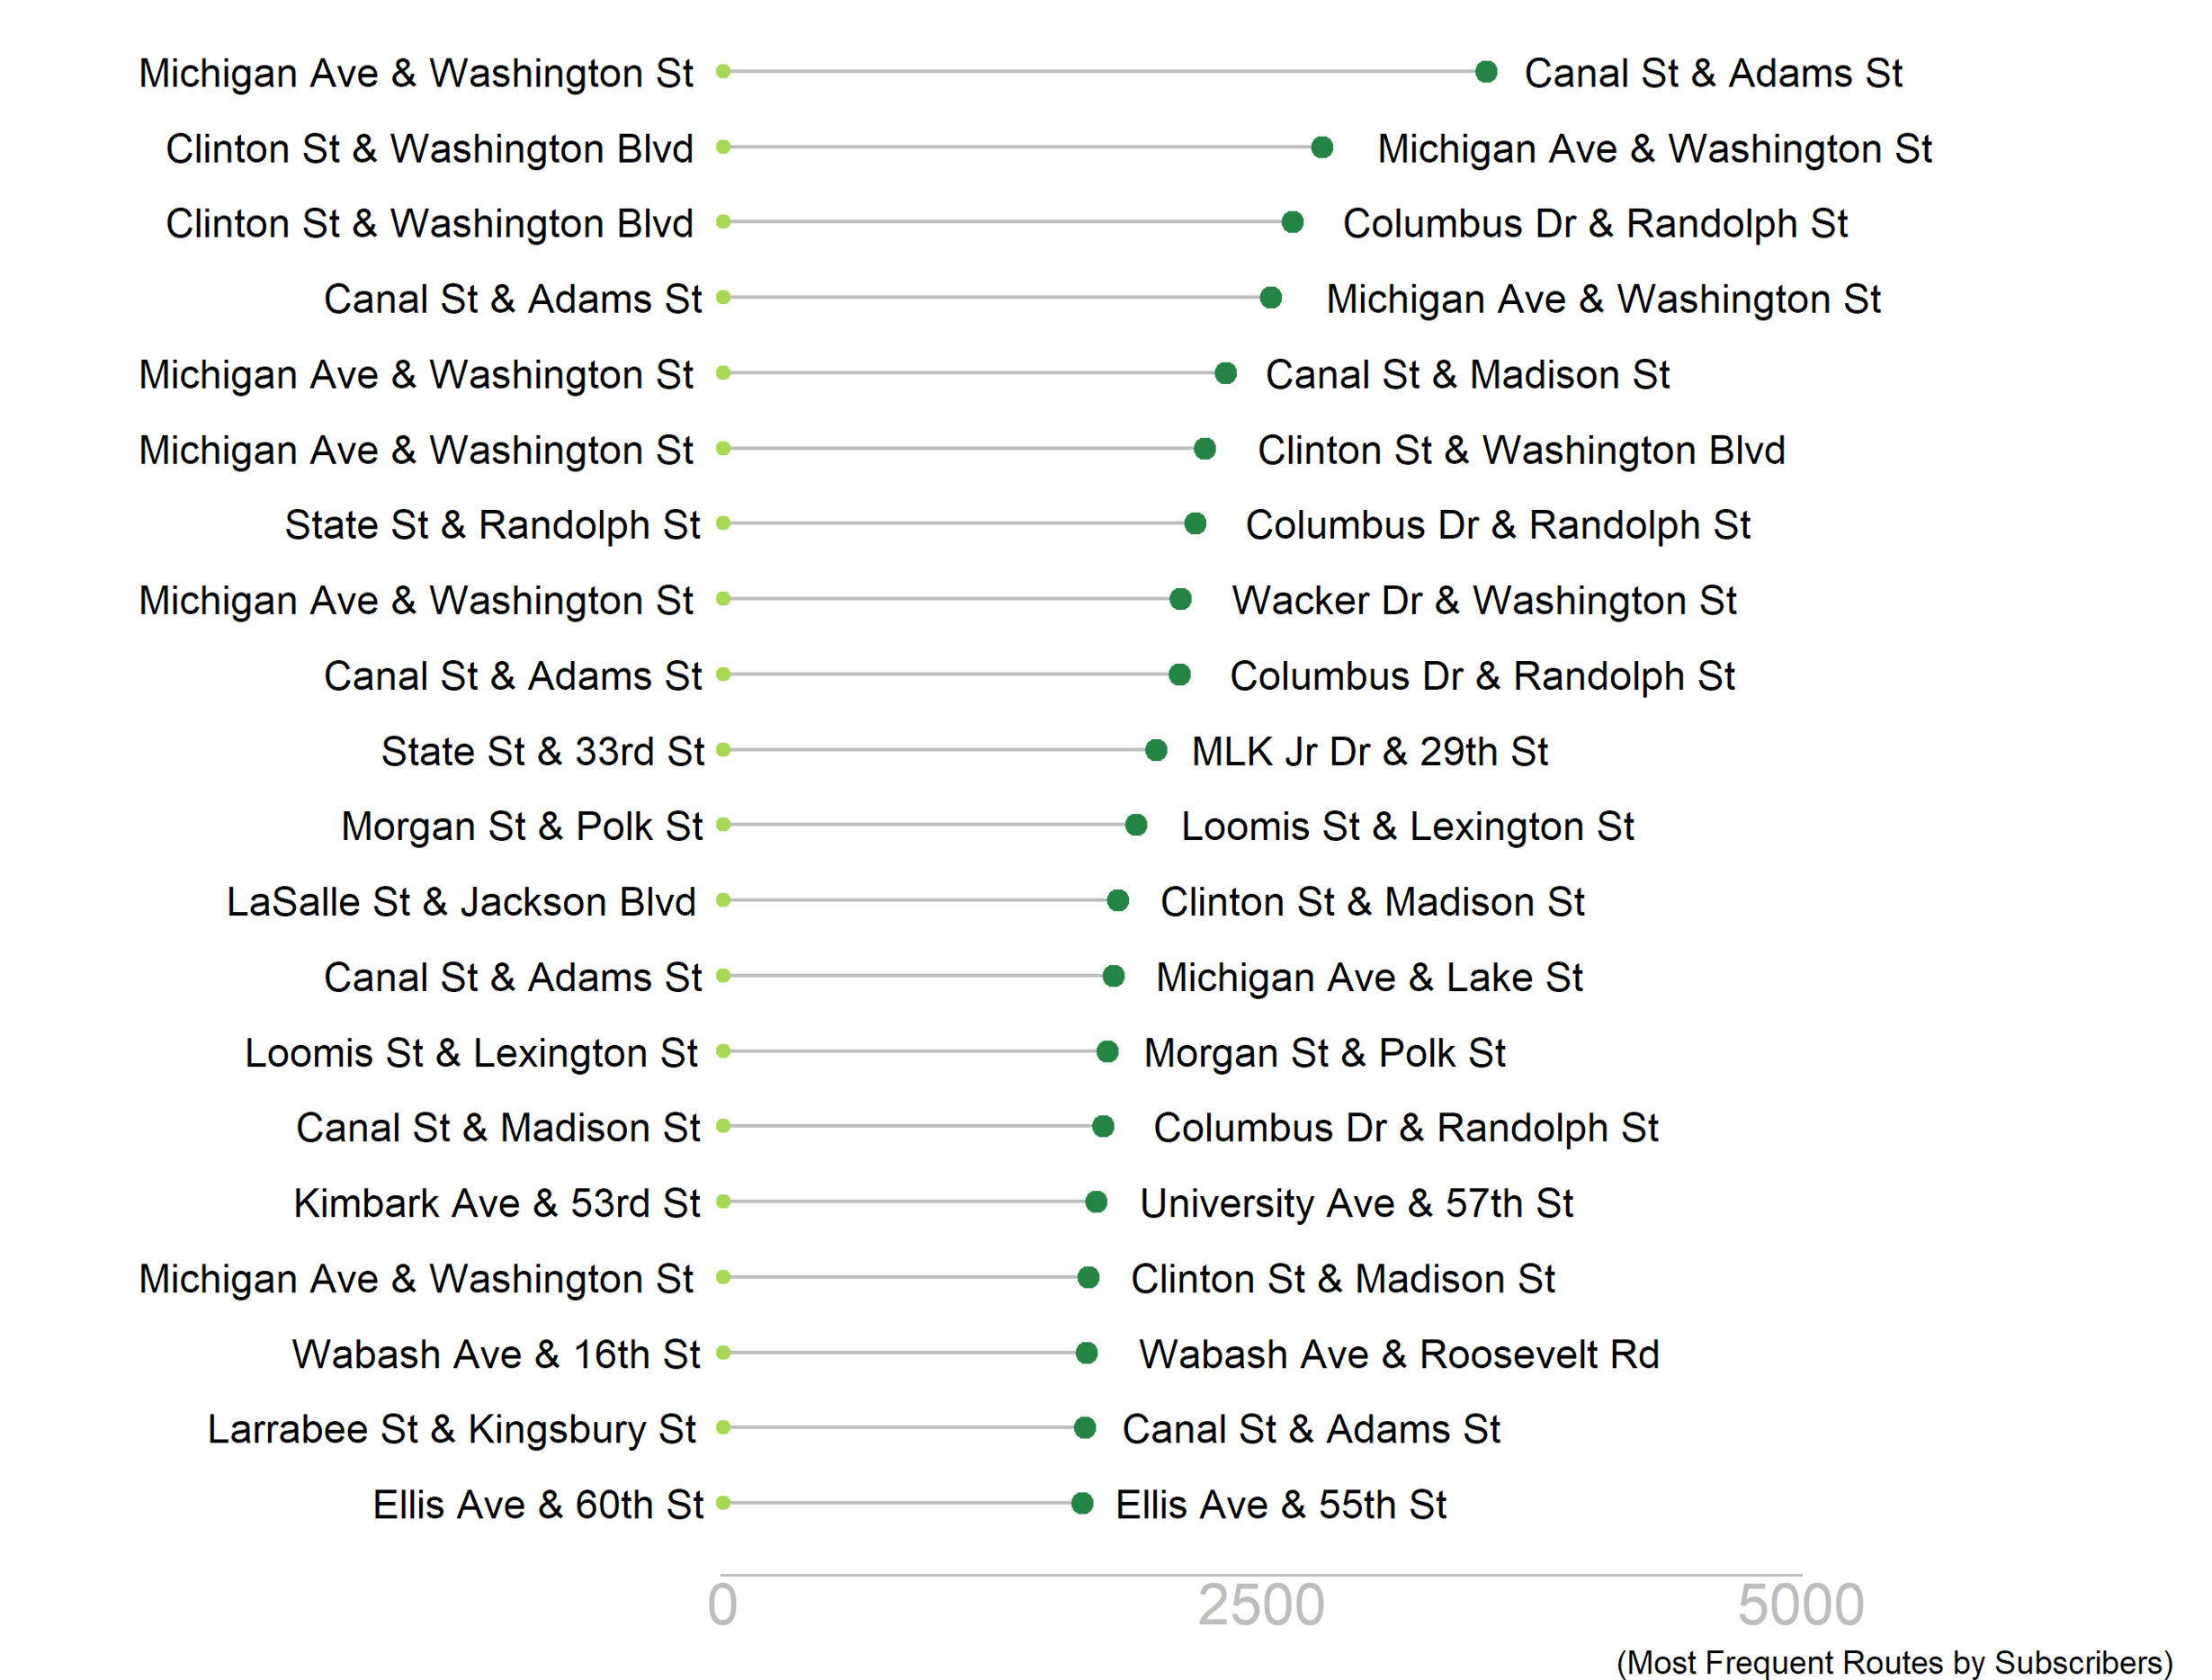 Michigan Ave & Washington St Canal St & Adams St
Clinton St & Washington Blvd Michigan Ave & Washington St
Clinton St & Washington Blvd Columbus Dr & Randolph St
Canal St & Adams St Michigan Ave & Washington St
Michigan Ave & Washington St Canal St & Madison St
Michigan Ave & Washington St Clinton St & Washington Blvd
State St & Randolph St Columbus Dr & Randolph St
Michigan Ave & Washington St Wacker Dr & Washington St
Canal St & Adams St Columbus Dr & Randolph St
State St & 33rd St MLK Jr Dr & 29th St
Morgan St & Polk St Loomis St & Lexington St
LaSalle St & Jackson Blvd Clinton St & Madison St
Canal St & Adams St Michigan Ave & Lake St
Loomis St & Lexington St Morgan St & Polk St
Canal St & Madison St Columbus Dr & Randolph St
Kimbark Ave & 53rd St University Ave & 57th St
Michigan Ave & Washington St Clinton St & Madison St
Wabash Ave & 16th St Wabash Ave & Roosevelt Rd
Larrabee St & Kingsbury St Canal St & Adams St
Ellis Ave & 60th St Ellis Ave & 55th St
0 2500 5000
(Most Frequent Routes by Subscribers)